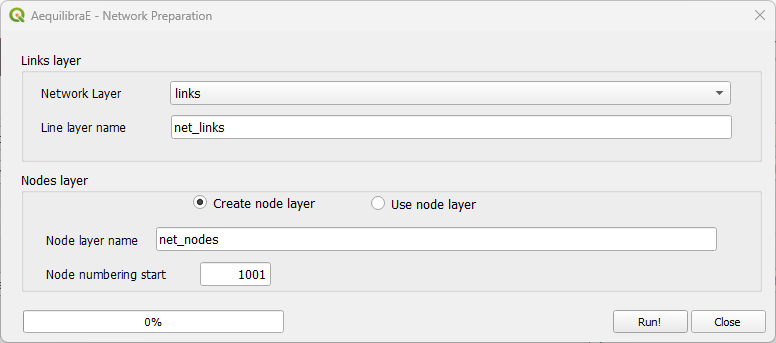 AequilibraE - Network Preparation
Links layer
Network Layer links
Line layer name net_links
Nodes layer
Create node layer Use node layer
Node layer name net_nodes
Node numbering start 1001
0% Run! Close